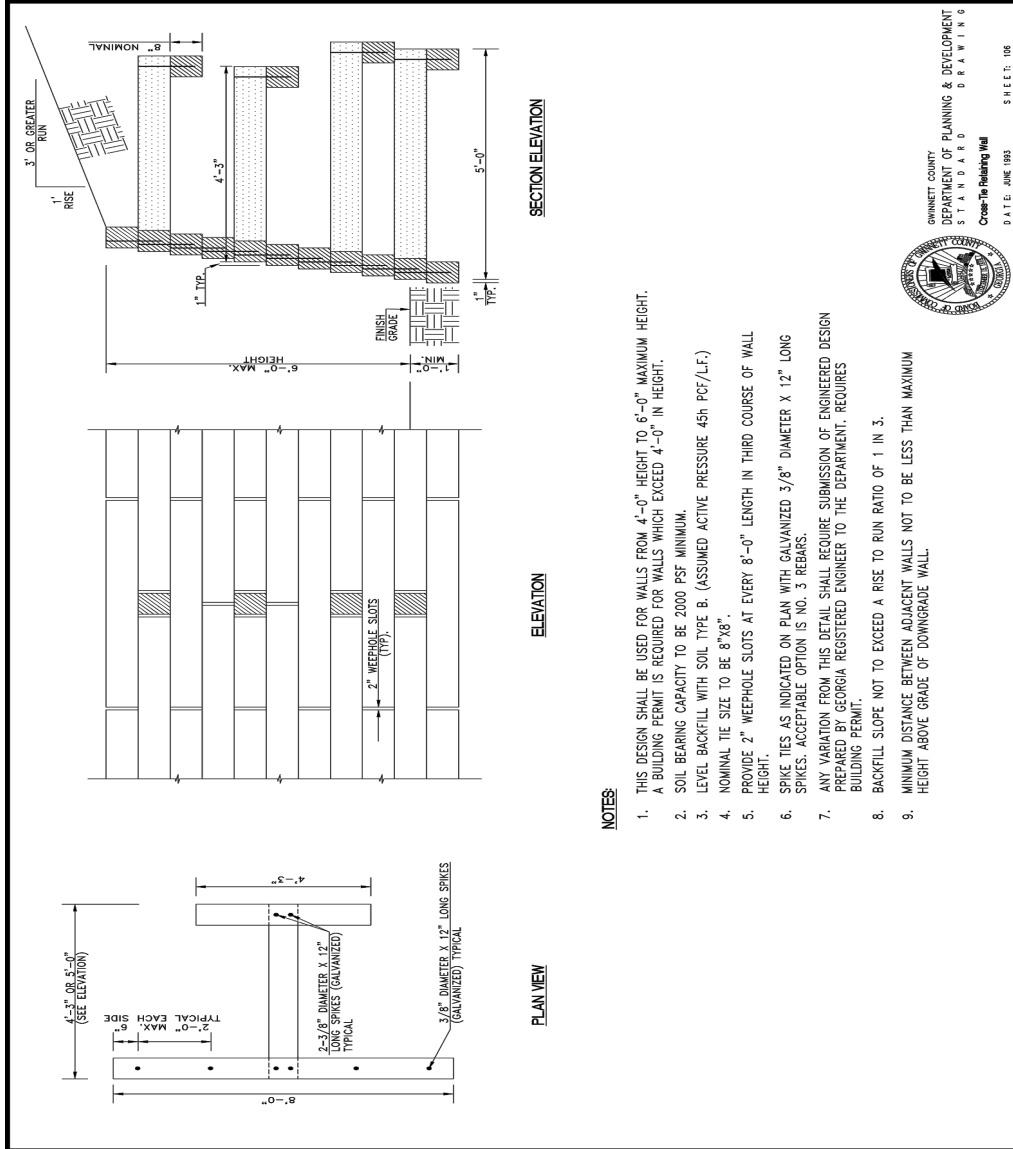 4'-3" OR 5'-0"
(SEE ELEVATION)
6"
2'-0" MAX.
TYPICAL EACH SIDE
8'-0"
4'-3"
2-3/8" DIAMETER X 12"
LONG SPIKES (GALVANIZED)
TYPICAL
3/8" DIAMETER X 12" LONG SPIKES
(GALVANIZED) TYPICAL
PLAN VIEW
2" WEEPHOLE SLOTS
(TYP).
ELEVATION
3' OR GREATER
RUN
1'
RISE
8" NOMINAL
6'-0" MAX.
HEIGHT
1'-0"
MIN.
1" TYP.
4'-3"
FINISH
GRADE
1"
TYP.
5'-0"
SECTION ELEVATION
NOTES:
1. THIS DESIGN SHALL BE USED FOR WALLS FROM 4'-0" HEIGHT TO 6'-0" MAXIMUM HEIGHT.
A BUILDING PERMIT IS REQUIRED FOR WALLS WHICH EXCEED 4'-0" IN HEIGHT.
2. SOIL BEARING CAPACITY TO BE 2000 PSF MINIMUM.
3. LEVEL BACKFILL WITH SOIL TYPE B. (ASSUMED ACTIVE PRESSURE 45h PCF/L.F.)
4. NOMINAL TIE SIZE TO BE 8"X8".
5. PROVIDE 2" WEEPHOLE SLOTS AT EVERY 8'-0" LENGTH IN THIRD COURSE OF WALL
HEIGHT.
6. SPIKE TIES AS INDICATED ON PLAN WITH GALVANIZED 3/8" DIAMETER X 12" LONG
SPIKES. ACCEPTABLE OPTION IS NO. 3 REBARS.
7. ANY VARIATION FROM THIS DETAIL SHALL REQUIRE SUBMISSION OF ENGINEERED DESIGN
PREPARED BY GEORGIA REGISTERED ENGINEER TO THE DEPARTMENT. REQUIRES
BUILDING PERMIT.
8. BACKFILL SLOPE NOT TO EXCEED A RISE TO RUN RATIO OF 1 IN 3.
9. MINIMUM DISTANCE BETWEEN ADJACENT WALLS NOT TO BE LESS THAN MAXIMUM
HEIGHT ABOVE GRADE OF DOWNGRADE WALL.
BOARD OF COMMISSIONERS OF GWINNETT COUNTY
GEORGIA
GWINNETT COUNTY
DEPARTMENT OF PLANNING & DEVELOPMENT
STANDARD DRAWING
Cross-Tie Retaining Wall
DATE: JUNE 1993 SHEET: 106